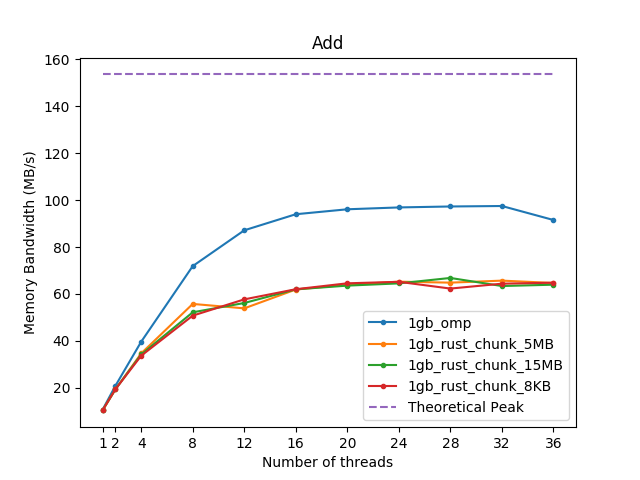 Add
160
140
120
100
80
60
40
20
Memory Bandwidth (MB/s)
1 2 4 8 12 16 20 24 28 32 36
Number of threads
1gb_omp
1gb_rust_chunk_5MB
1gb_rust_chunk_15MB
1gb_rust_chunk_8KB
Theoretical Peak